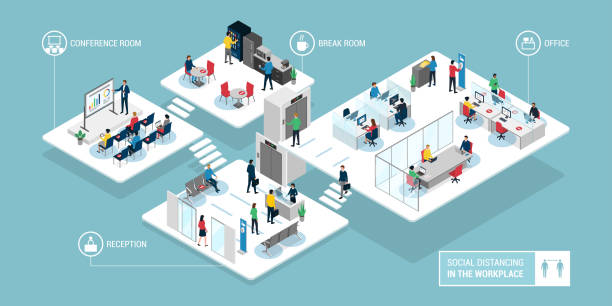 CONFERENCE ROOM
BREAK ROOM
OFFICE
RECEPTION
SOCIAL DISTANCING
IN THE WORKPLACE